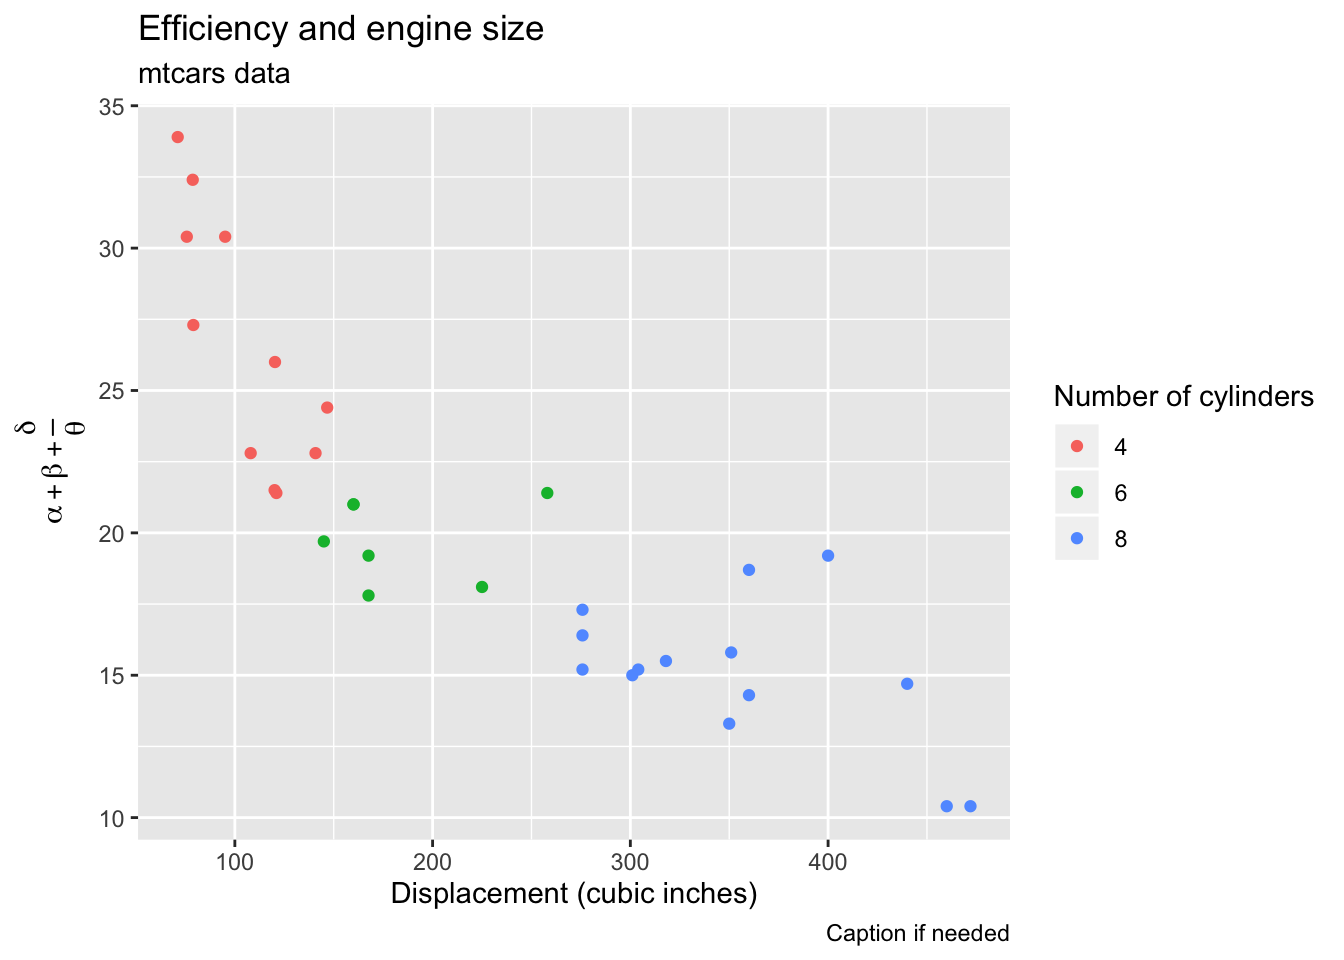 Efficiency and engine size
mtcars data
35
30
25
20
15
10
α + β + δ/θ
100 200 300 400
Displacement (cubic inches)
Number of cylinders
4
6
8
Caption if needed